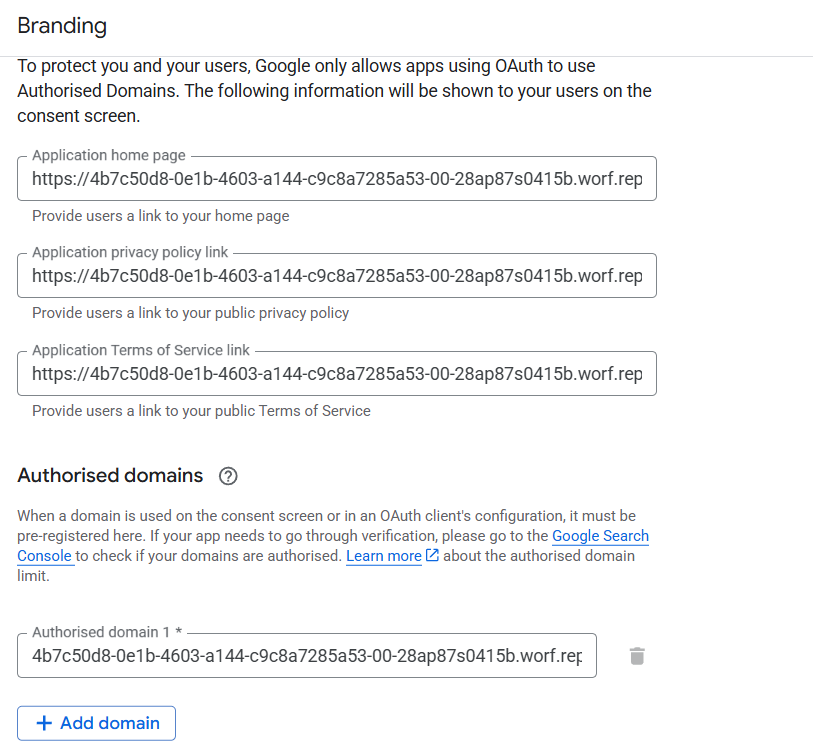 Branding
To protect you and your users, Google only allows apps using OAuth to use
Authorised Domains. The following information will be shown to your users on the
consent screen.
Application home page
https://4b7c50d8-0e1b-4603-a144-c9c8a7285a53-00-28ap87s0415b.worf.rep
Provide users a link to your home page
Application privacy policy link
https://4b7c50d8-0e1b-4603-a144-c9c8a7285a53-00-28ap87s0415b.worf.rep
Provide users a link to your public privacy policy
Application Terms of Service link
https://4b7c50d8-0e1b-4603-a144-c9c8a7285a53-00-28ap87s0415b.worf.rep
Provide users a link to your public Terms of Service
Authorised domains
When a domain is used on the consent screen or in an OAuth client's configuration, it must be
pre-registered here. If your app needs to go through verification, please go to the Google Search
Console to check if your domains are authorised. Learn more about the authorised domain
limit.
Authorised domain 1 *
4b7c50d8-0e1b-4603-a144-c9c8a7285a53-00-28ap87s0415b.worf.rep
+ Add domain